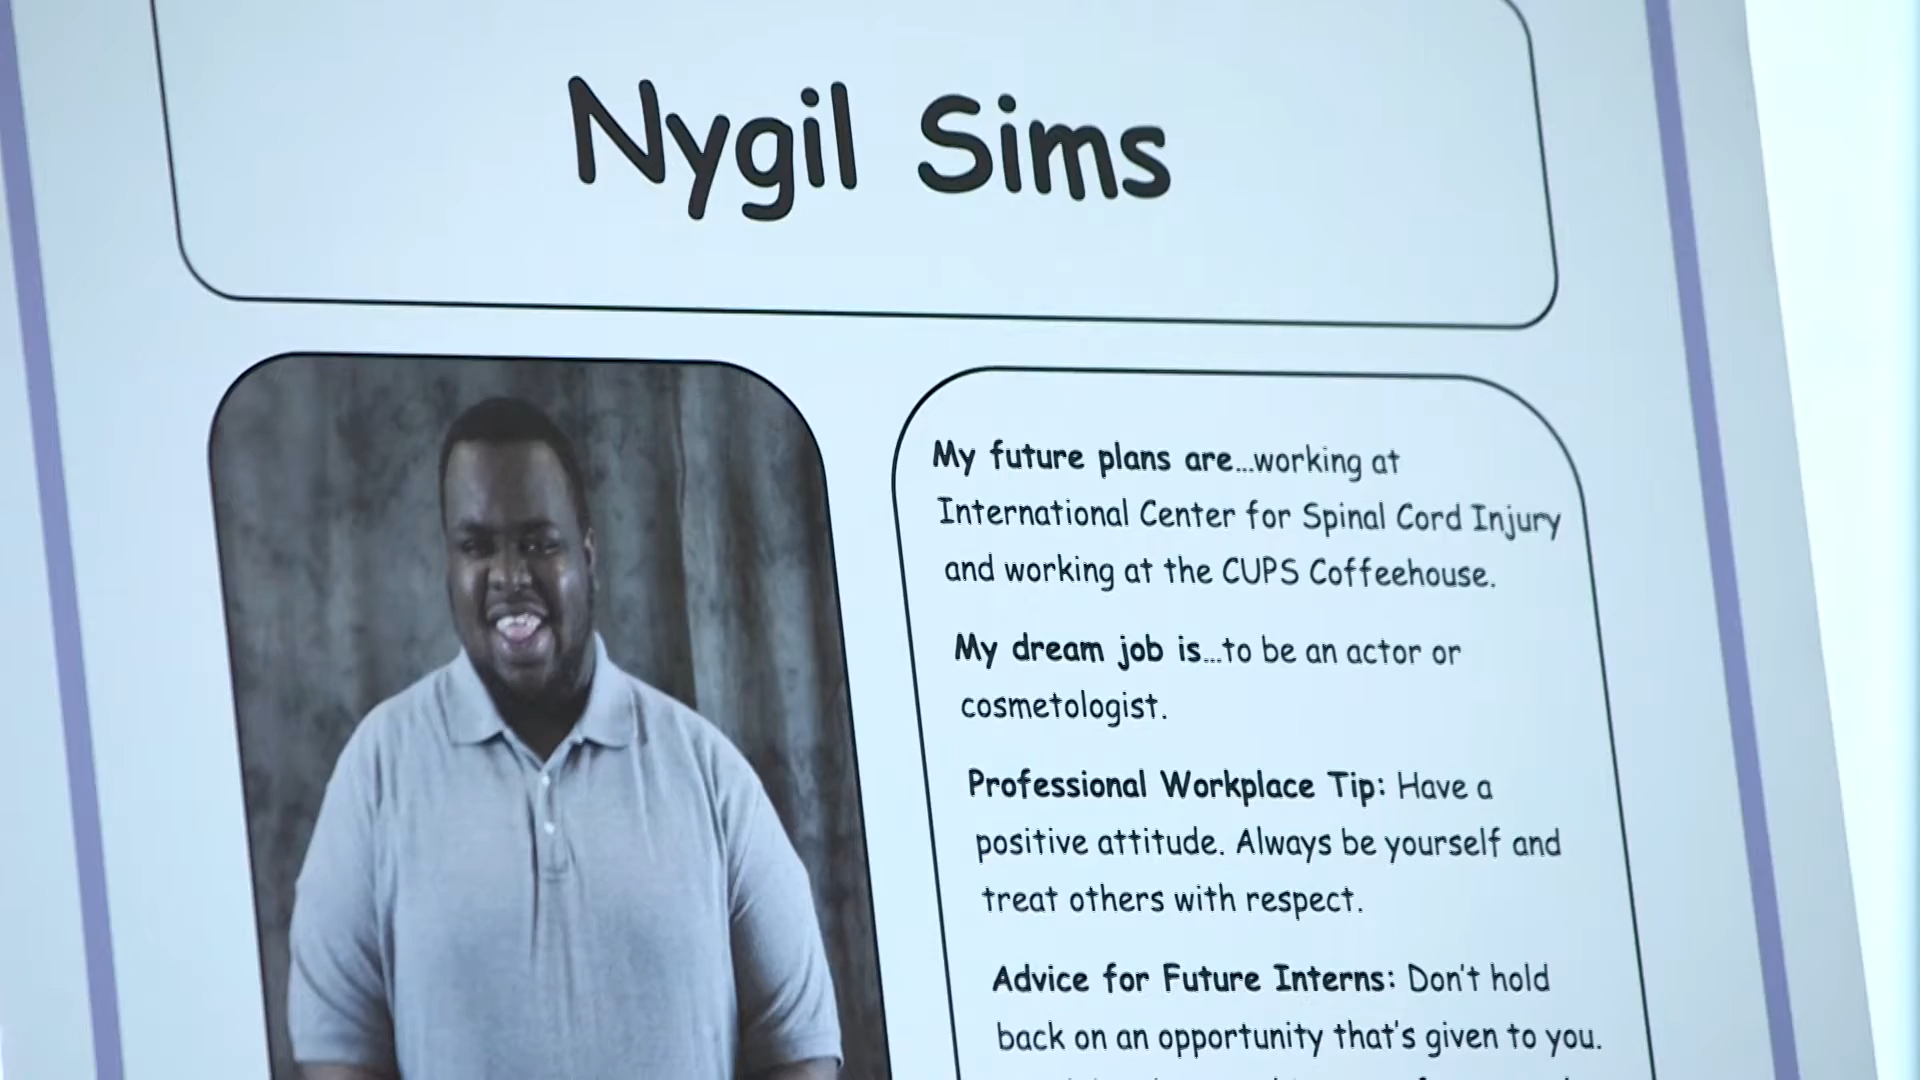 Nygil Sims
My future plans are...working at
International Center for Spinal Cord Injury
and working at the CUPS Coffeehouse.
My dream job is...to be an actor or
cosmetologist.
Professional Workplace Tip: Have a
positive attitude. Always be yourself and
treat others with respect.
Advice for Future Interns: Don't hold
back on an opportunity that's given to you.